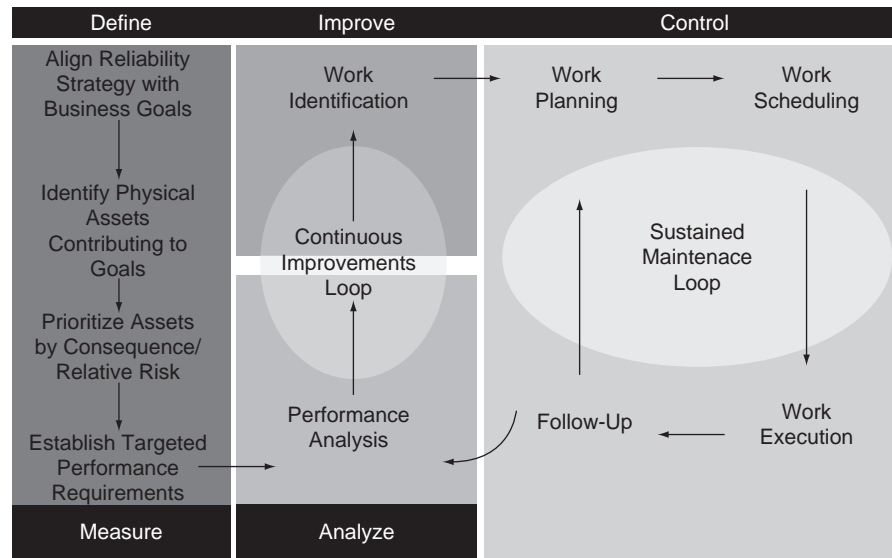 Define
Improve
Control
Align Reliability
Strategy with
Business Goals
Identify Physical
Assets
Contributing to
Goals
Prioritize Assets
by Consequence/
Relative Risk
Establish Targeted
Performance
Requirements
Measure
Work
Identification
Continuous
Improvements
Loop
Performance
Analysis
Analyze
Work
Planning
Work
Scheduling
Sustained
Maintenace
Loop
Follow-Up
Work
Execution